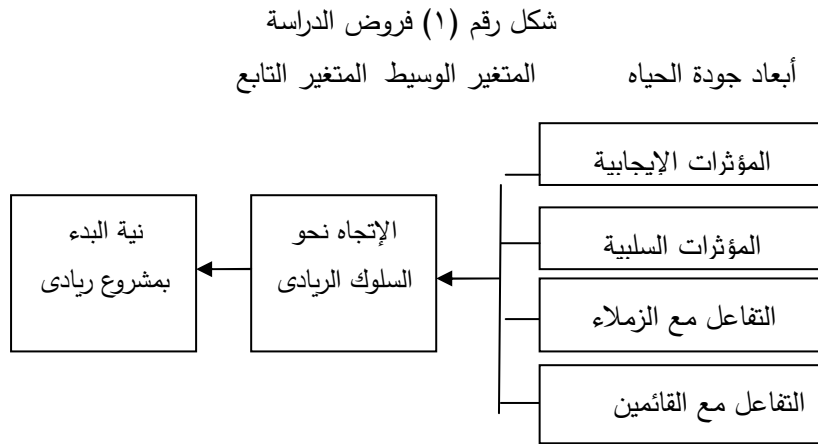 شكل رقم (١) فروض الدراسة
أبعاد جودة الحياه المتغير الوسيط المتغير التابع
المؤثرات الإيجابية
المؤثرات السلبية
التفاعل مع الزملاء
التفاعل مع القائمين
الإتجاه نحو
السلوك الريادى
نية البدء
بمشروع ريادى